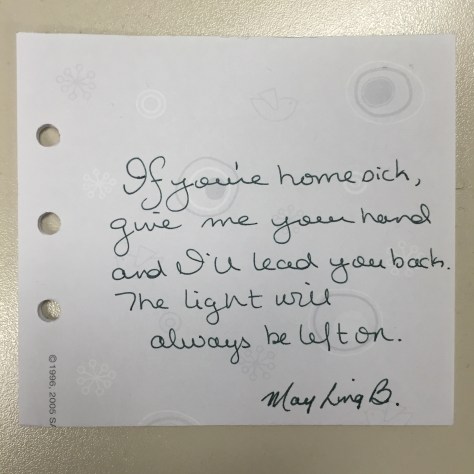 If you're homesick,
give me your hand
and I'll lead you back.
The light will
always be left on.
May Ling B.
© 1996, 2005 SA